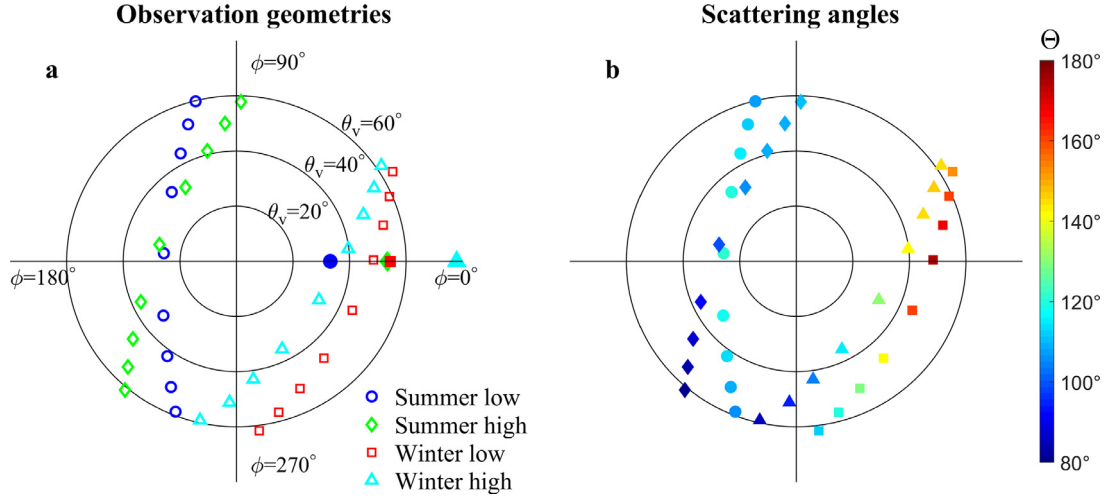 Observation geometries
Scattering angles
a
ϕ=90°
θv=60°
θv=40°
θv=20°
ϕ=180°
ϕ=0°
ϕ=270°
Summer low
Summer high
Winter low
Winter high
b
Θ
180°
160°
140°
120°
100°
80°